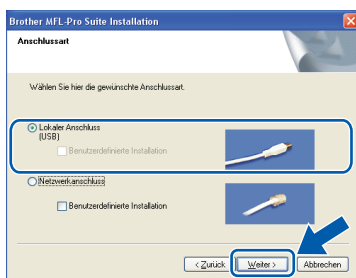 Brother MFL-Pro Suite Installation
Anschlussart
Wählen Sie hier die gewünschte Anschlussart.
Lokaler Anschluss
(USB)
Benutzerdefinierte Installation
Netzwerkanschluss
Benutzerdefinierte Installation
< Zurück
Weiter >
Abbrechen